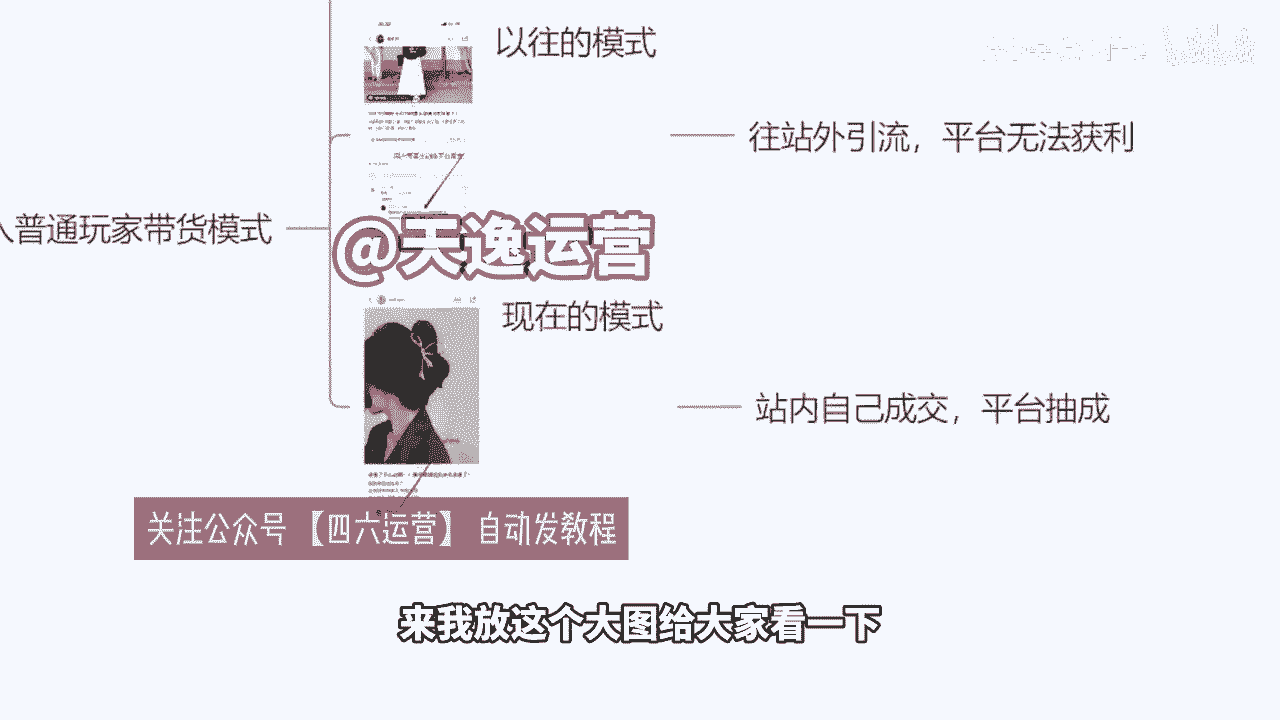 以往的模式
往站外引流，平台无法获利
人普通玩家带货模式
@天逸运营
现在的模式
站内自己成交，平台抽成
关注公众号 【四六运营】 自动发教程
来我放这个大图给大家看一下